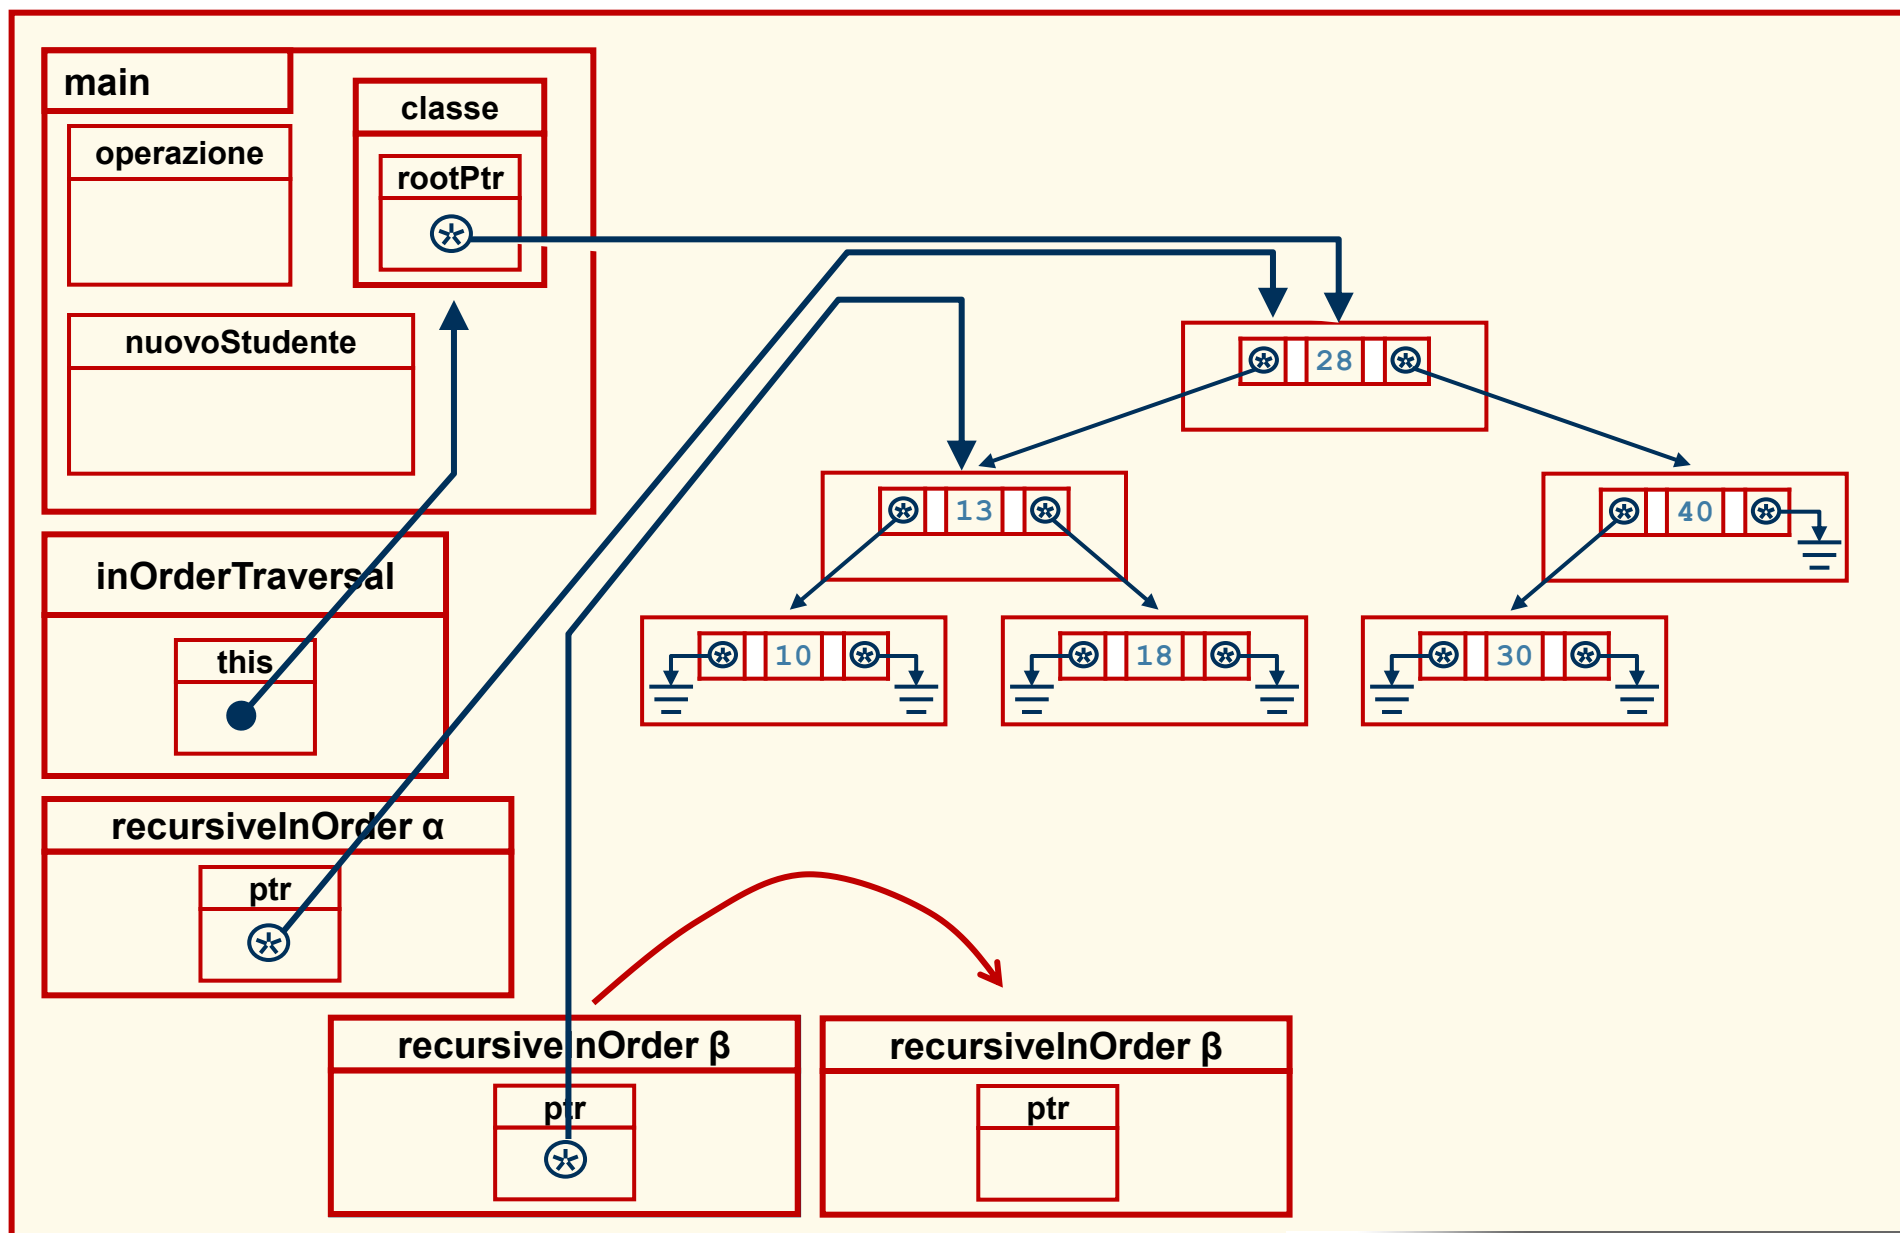 main
classe
operazione
rootPtr
nuovoStudente
28
13
40
inOrderTraversal
this
10
18
30
recursiveInOrder α
ptr
recursiveInOrder β
recursiveInOrder β
ptr
ptr